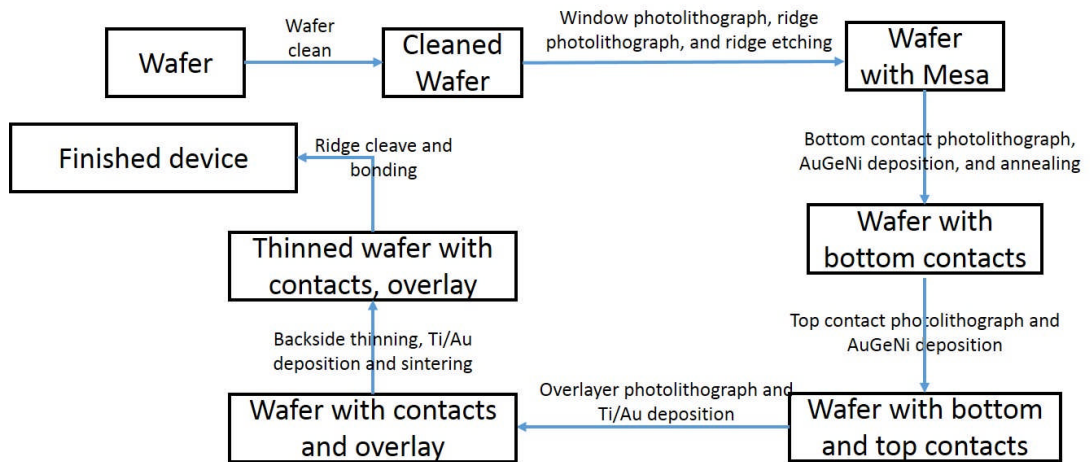 Wafer
Wafer
clean
Cleaned
Wafer
Window photolithograph, ridge
photolithograph, and ridge etching
Wafer
with Mesa
Bottom contact photolithograph,
AuGeNi deposition, and annealing
Wafer with
bottom contacts
Top contact photolithograph and
AuGeNi deposition
Wafer with bottom
and top contacts
Overlayer photolithograph and
Ti/Au deposition
Wafer with contacts
and overlay
Backside thinning, Ti/Au
deposition and sintering
Thinned wafer with
contacts, overlay
Ridge cleave and
bonding
Finished device